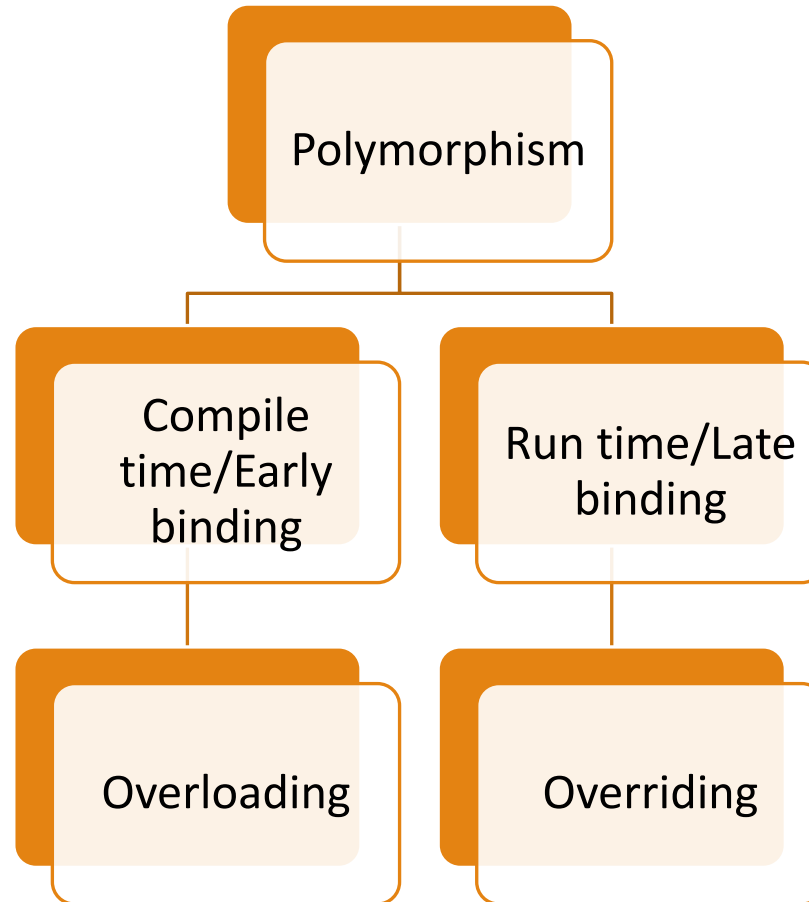 Polymorphism
Compile
time/Early
binding
Run time/Late
binding
Overloading
Overriding